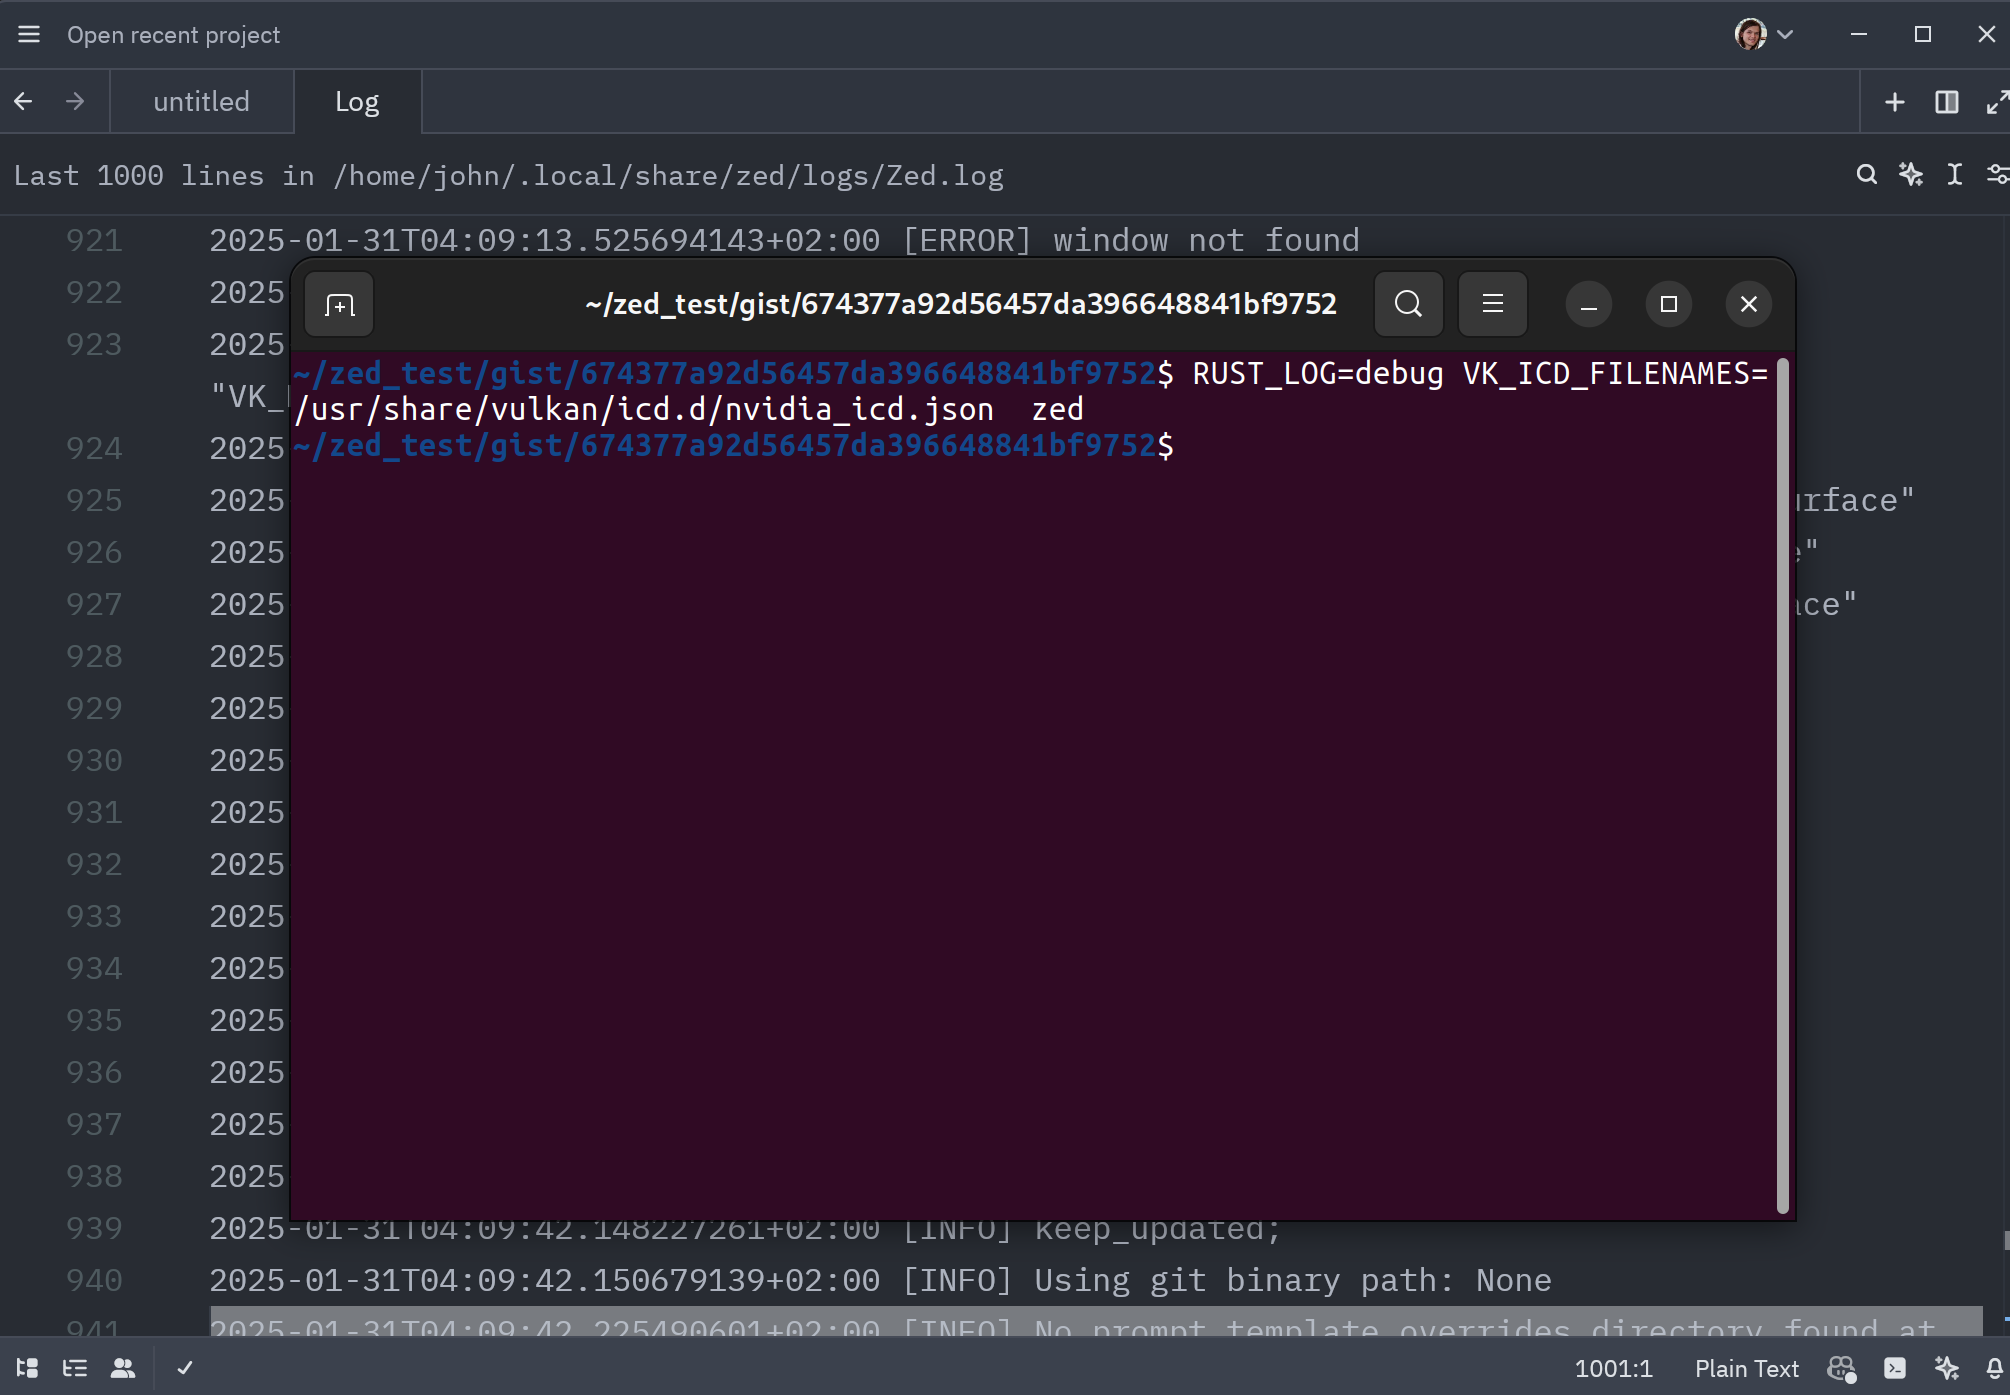 Open recent project
untitled
Log
Last 1000 lines in /home/john/.local/share/zed/logs/Zed.log
921 2025-01-31T04:09:13.525694143+02:00 [ERROR] window not found
~/zed_test/gist/674377a92d56457da396648841bf9752
~/zed_test/gist/674377a92d56457da396648841bf9752$ RUST_LOG=debug VK_ICD_FILENAMES=
/usr/share/vulkan/icd.d/nvidia_icd.json  zed
~/zed_test/gist/674377a92d56457da396648841bf9752$
922 2025
923 2025
"VK_
924 2025
925 2025 urface"
926 2025 e"
927 2025 ace"
928 2025
929 2025
930 2025
931 2025
932 2025
933 2025
934 2025
935 2025
936 2025
937 2025
938 2025
939 2025-01-31T04:09:42.148227261+02:00 [INFO] keep_updated;
940 2025-01-31T04:09:42.150679139+02:00 [INFO] Using git binary path: None
941 2025-01-31T04:09:42.225490601+02:00 [INFO] No prompt template overrides directory found at
1001:1 Plain Text